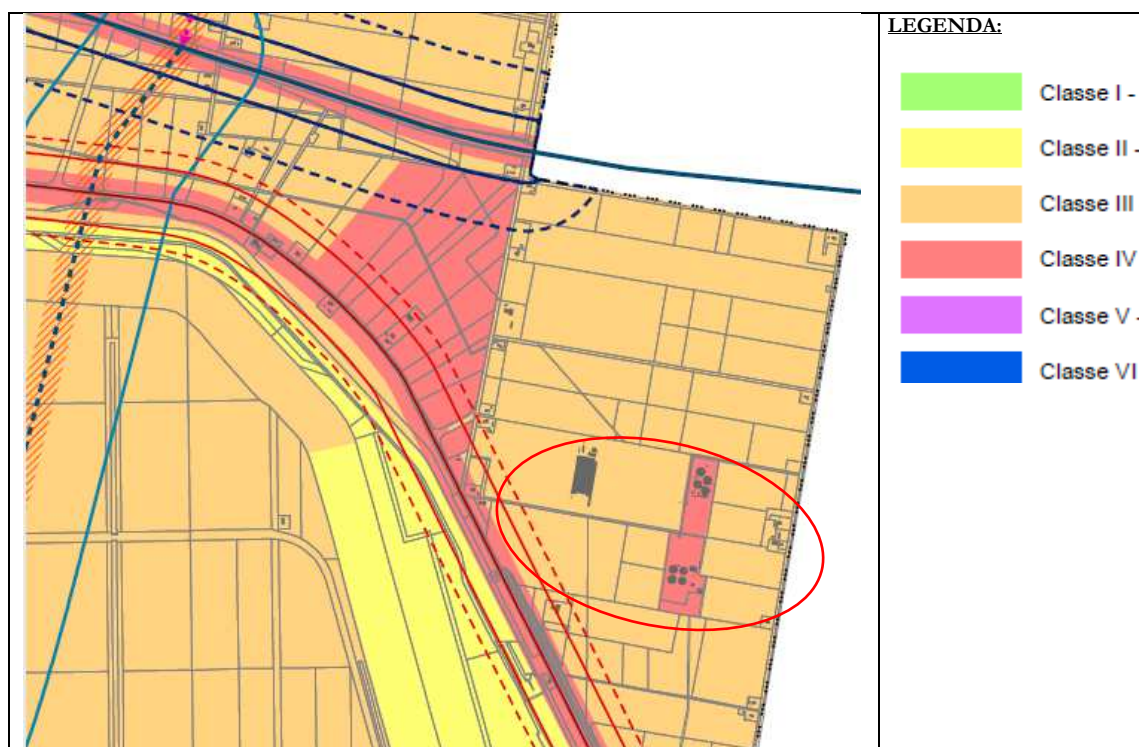 LEGENDA:
Classe I -
Classe II -
Classe III
Classe IV
Classe V -
Classe VI